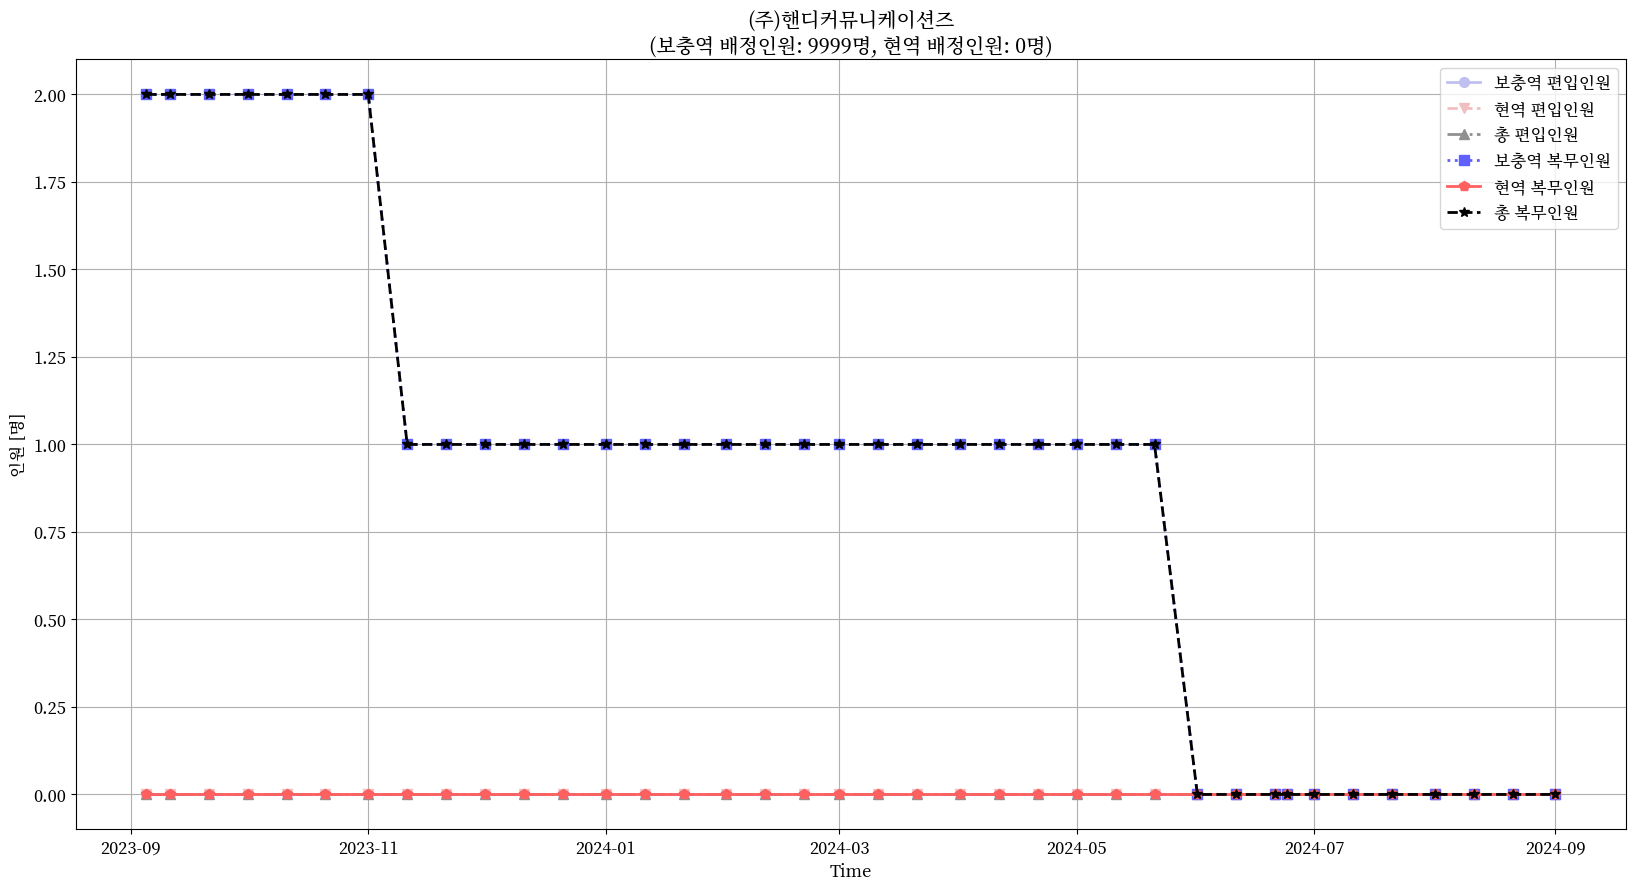 (주)핸디커뮤니케이션즈
(보충역 배정인원: 9999명, 현역 배정인원: 0명)
보충역 편입인원
현역 편입인원
총 편입인원
보충역 복무인원
현역 복무인원
총 복무인원
인원 [명]
2.00
1.75
1.50
1.25
1.00
0.75
0.50
0.25
0.00
2023-09
2023-11
2024-01
2024-03
2024-05
2024-07
2024-09
Time